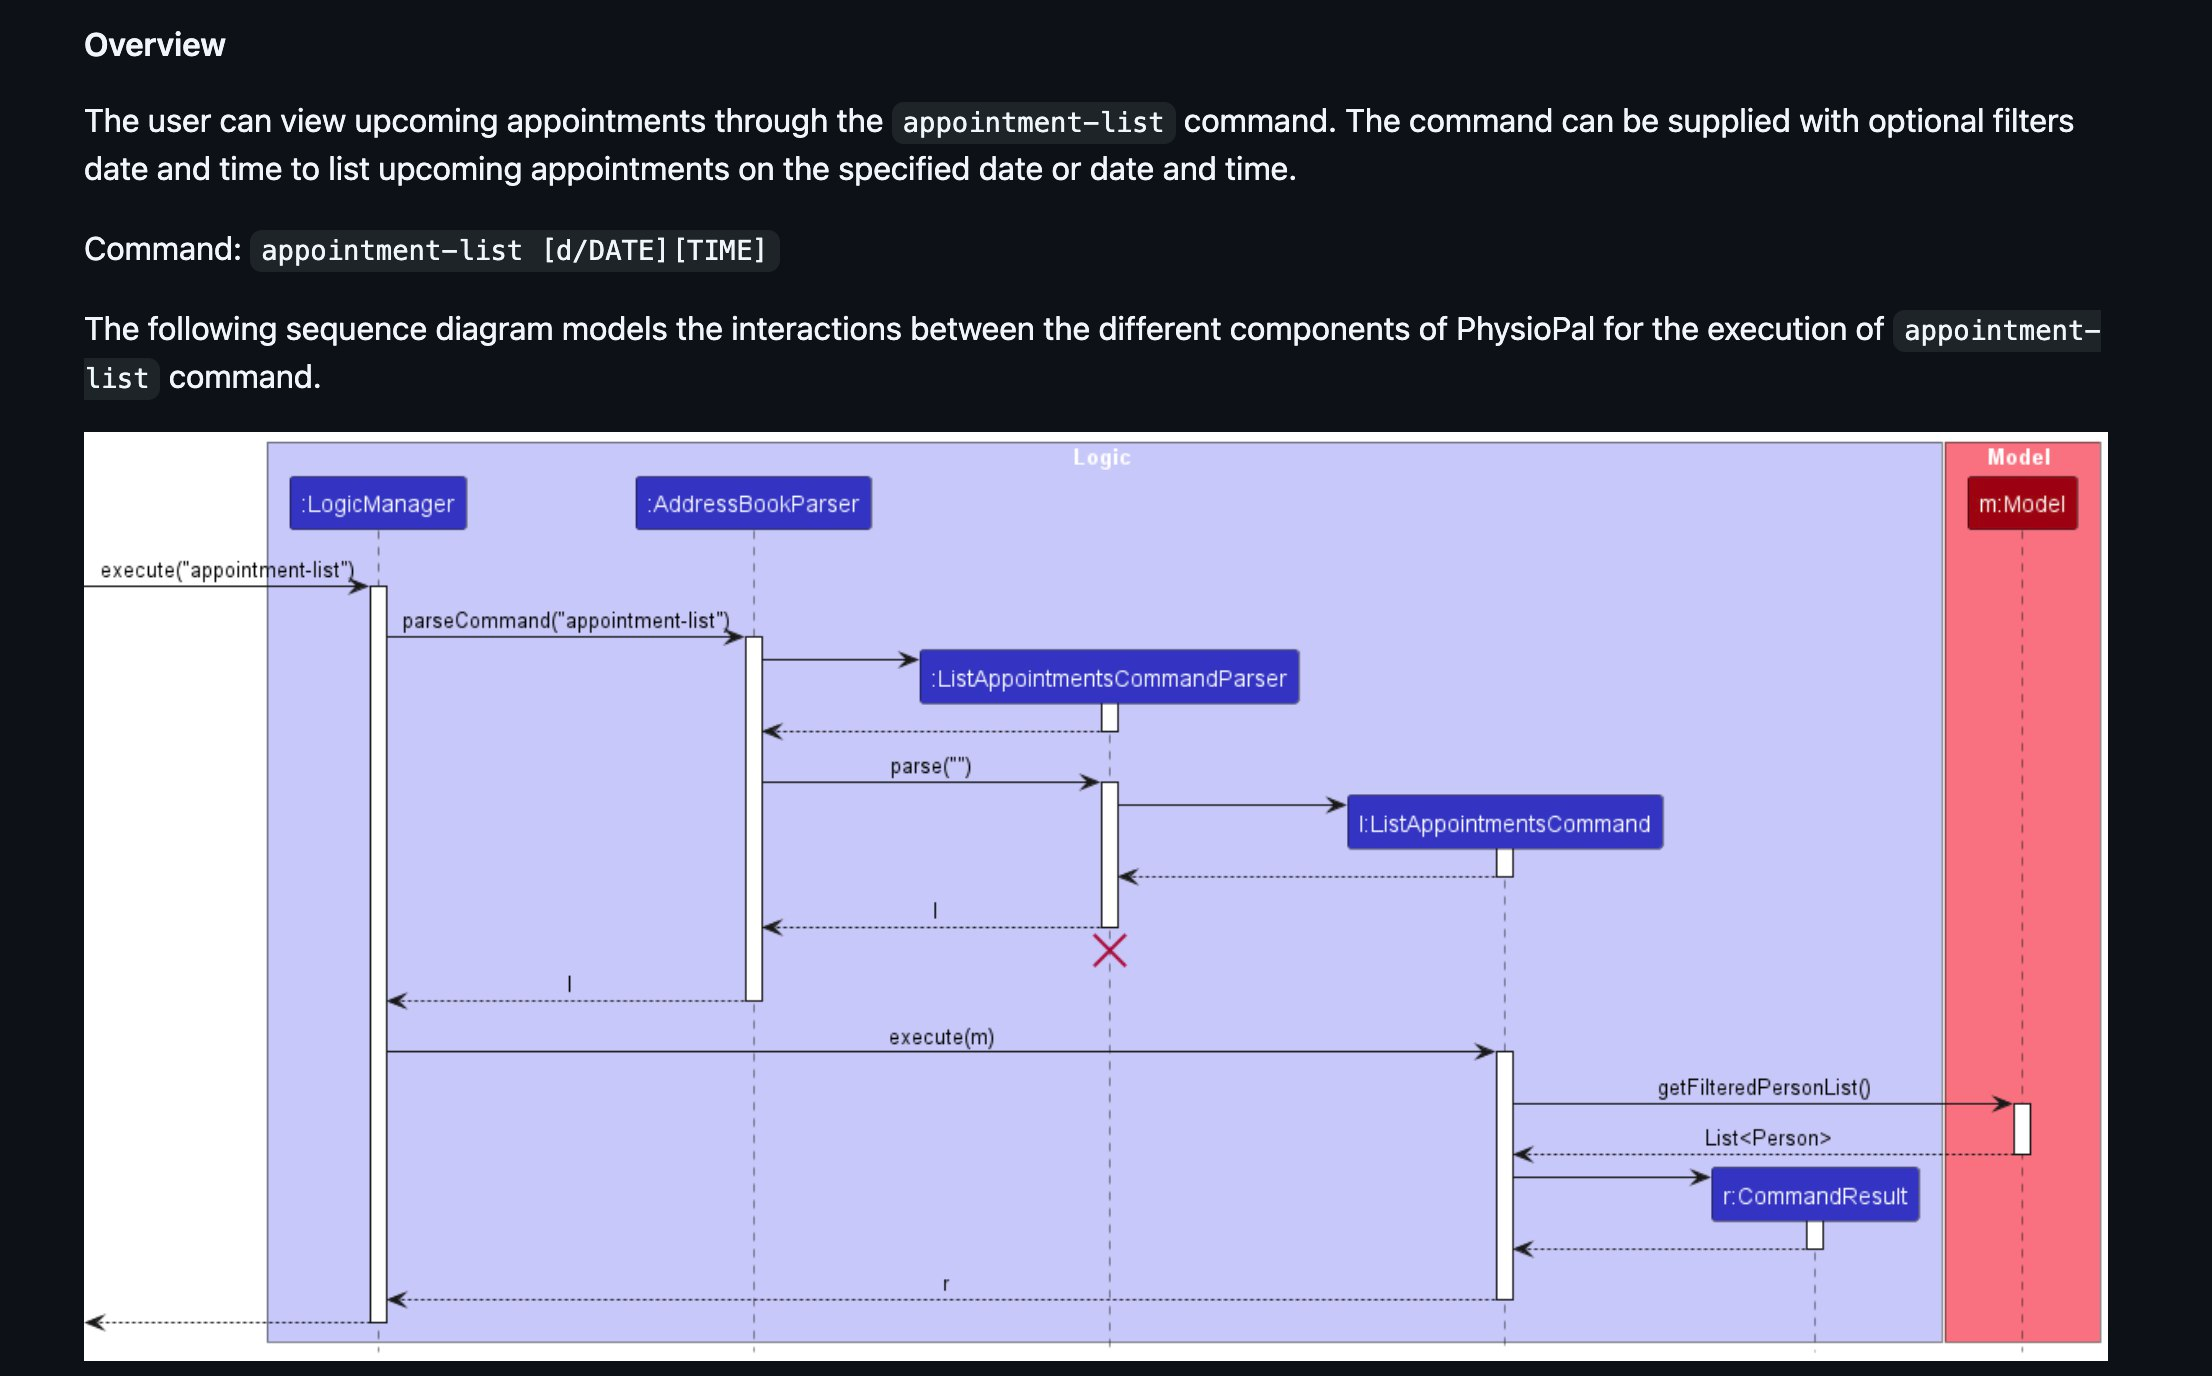 Overview
The user can view upcoming appointments through the appointment-list command. The command can be supplied with optional filters
date and time to list upcoming appointments on the specified date or date and time.
Command: appointment-list [d/DATE][TIME]
The following sequence diagram models the interactions between the different components of PhysioPal for the execution of appointment-
list command.
Logic
Model
:LogicManager
:AddressBookParser
m:Model
execute("appointment-list")
parseCommand("appointment-list")
:ListAppointmentsCommandParser
parse("")
l:ListAppointmentsCommand
l
l
execute(m)
getFilteredPersonList()
List<Person>
r:CommandResult
r